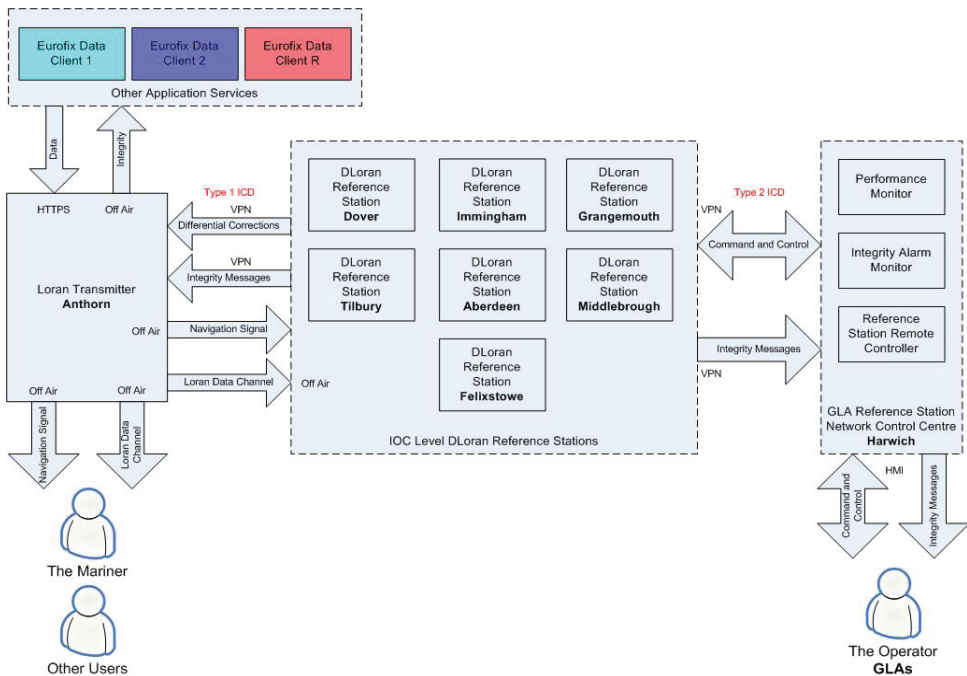 Eurofix Data
Client 1
Eurofix Data
Client 2
Eurofix Data
Client R
Other Application Services
Data
Integrity
HTTPS
Off Air
Loran Transmitter
Anthorn
Off Air
Off Air
Off Air
Navigation Signal
Loran Data
Channel
The Mariner
Other Users
Type 1 ICD
VPN
Differential Corrections
VPN
Integrity Messages
Navigation Signal
Loran Data Channel
Off Air
DLoran
Reference
Station
Dover
DLoran
Reference
Station
Immingham
DLoran
Reference
Station
Grangemouth
DLoran
Reference
Station
Tilbury
DLoran
Reference
Station
Aberdeen
DLoran
Reference
Station
Middlebrough
DLoran
Reference
Station
Felixstowe
IOC Level DLoran Reference Stations
Type 2 ICD
VPN
Command and Control
Integrity Messages
VPN
Performance
Monitor
Integrity Alarm
Monitor
Reference
Station Remote
Controller
GLA Reference Station
Network Control Centre
Harwich
HMI
Command and
Control
Integrity Messages
The Operator
GLAs